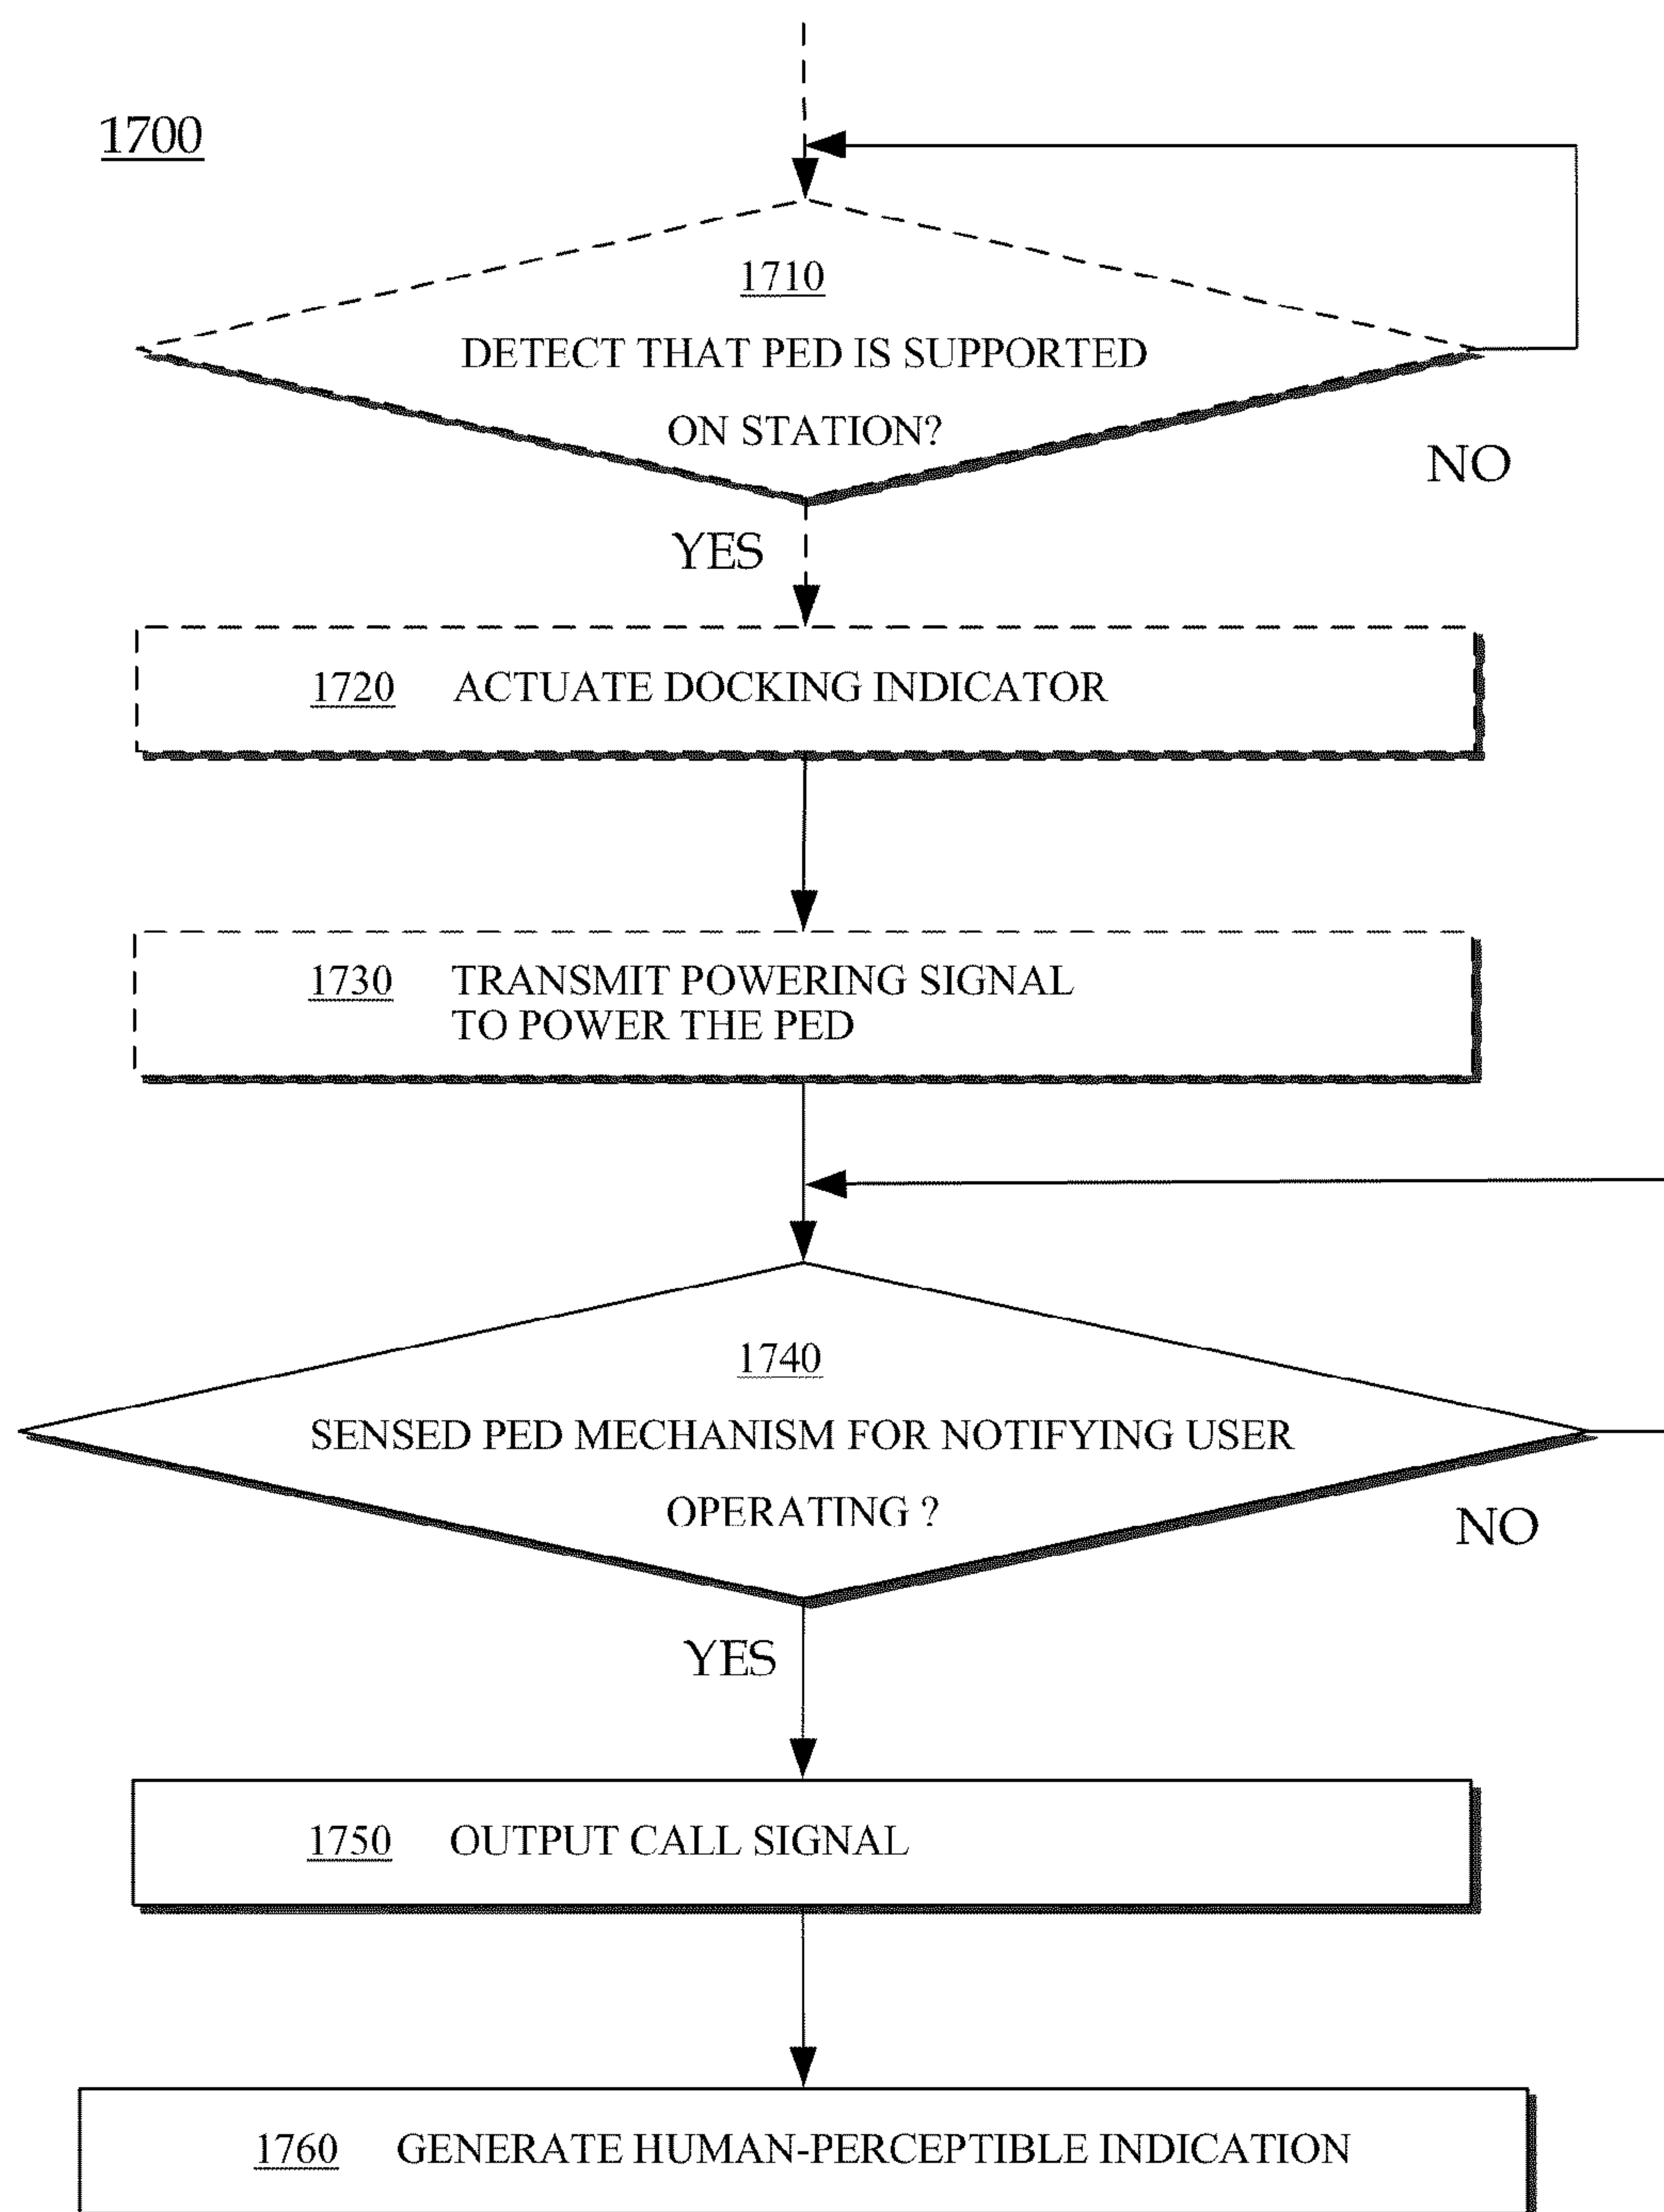 1700
1710
DETECT THAT PED IS SUPPORTED
ON STATION?
NO
YES
1720 ACTUATE DOCKING INDICATOR
1730 TRANSMIT POWERING SIGNAL
TO POWER THE PED
1740
SENSED PED MECHANISM FOR NOTIFYING USER
OPERATING ?
NO
YES
1750 OUTPUT CALL SIGNAL
1760 GENERATE HUMAN-PERCEPTIBLE INDICATION